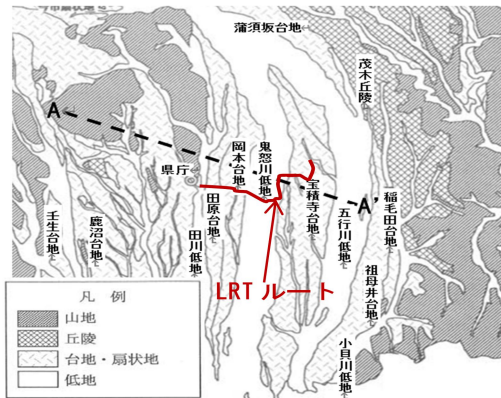 蒲須坂台地
茂木丘陵
A
岡本台地
鬼怒川低地
県庁
宝積寺台地
A'
稲毛田台地
壬生台地
鹿沼台地
田川低地
田原台地
五行川低地
LRT ルート
祖母井台地
小貝川低地
凡 例
山地
丘陵
台地・扇状地
低地